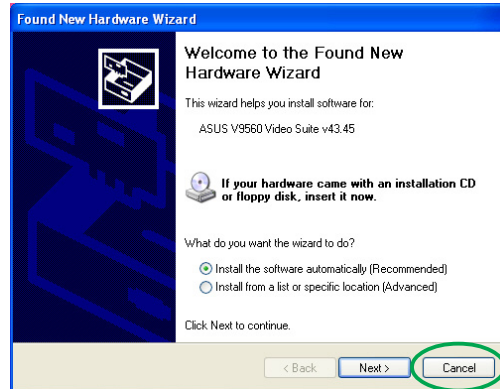 Found New Hardware Wizard
Welcome to the Found New
Hardware Wizard
This wizard helps you install software for:
ASUS V9560 Video Suite v43.45
If your hardware came with an installation CD
or floppy disk, insert it now.
What do you want the wizard to do?
Install the software automatically (Recommended)
Install from a list or specific location (Advanced)
Click Next to continue.
< Back Next > Cancel